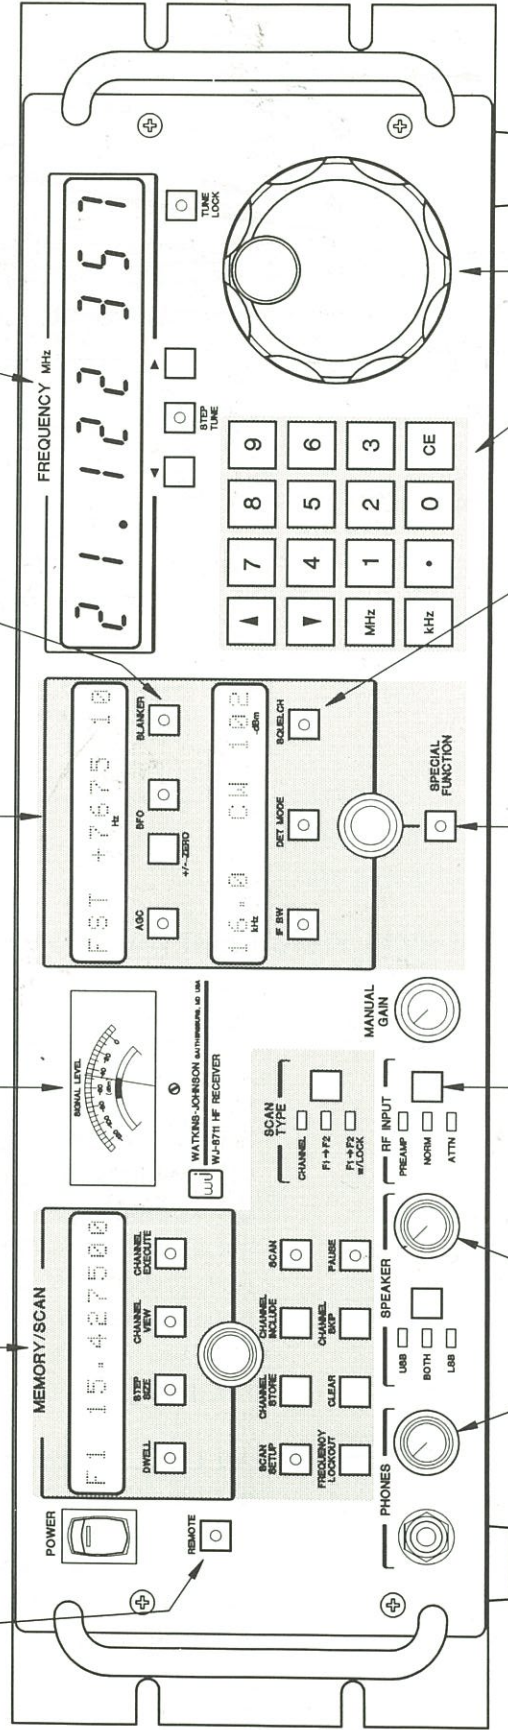 POWER
REMOTE
MEMORY/SCAN
F1 15.427500
DWELL
STEP
SIZE
CHANNEL
VIEW
CHANNEL
EXECUTE
SCAN
SETUP
CHANNEL
STORE
CHANNEL
INCLUDE
SCAN
FREQUENCY
LOCKOUT
CLEAR
CHANNEL
SKIP
PAUSE
PHONES
SPEAKER
USB
BOTH
LSB
SIGNAL LEVEL
(dBm)
WJ
WATKINS-JOHNSON GAITHERSBURG, MD USA
WJ-8711 HF RECEIVER
SCAN
TYPE
CHANNEL
F1→F2
F1→F2
w/LOCK
RF INPUT
PREAMP
NORM
ATTN
MANUAL
GAIN
FST +7675 10
Hz
AGC
+/-ZERO
BFO
BLANKER
16.0 CW 102
kHz
-dBm
IF BW
DET MODE
SQUELCH
SPECIAL
FUNCTION
FREQUENCY MHz
21.122357
▼
STEP
TUNE
▲
TUNE
LOCK
▲ 7 8 9
▼ 4 5 6
MHz 1 2 3
kHz • 0 CE